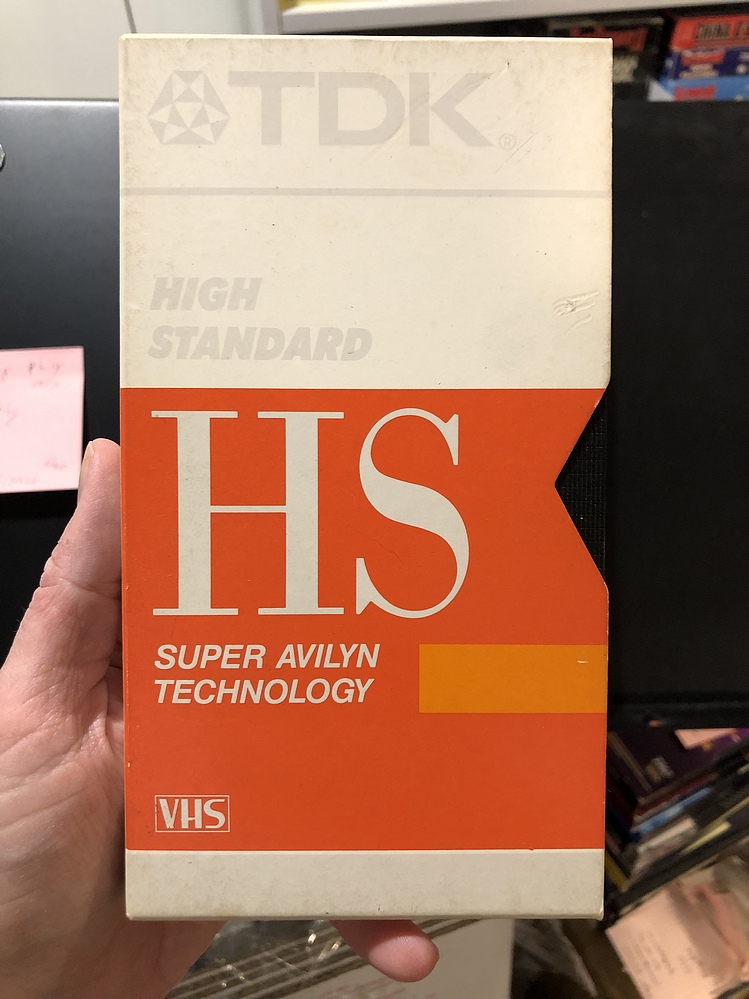 TDK®
HIGH
STANDARD
HS
SUPER AVILYN
TECHNOLOGY
VHS